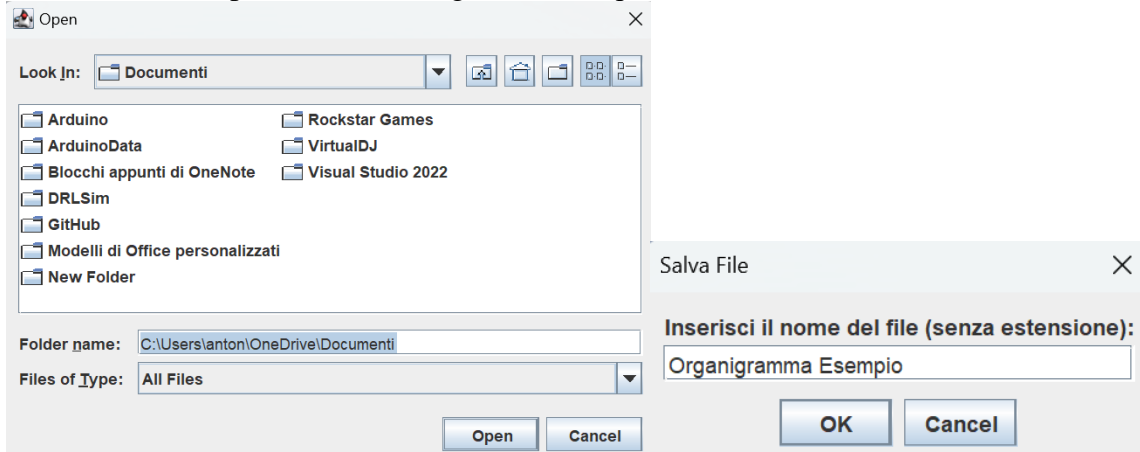 Open
Look In: Documenti
Arduino
ArduinoData
Blocchi appunti di OneNote
DRLSim
GitHub
Modelli di Office personalizzati
New Folder
Rockstar Games
VirtualDJ
Visual Studio 2022
Folder name: C:\Users\anton\OneDrive\Documenti
Files of Type: All Files
Open Cancel
Salva File
Inserisci il nome del file (senza estensione):
Organigramma Esempio
OK Cancel